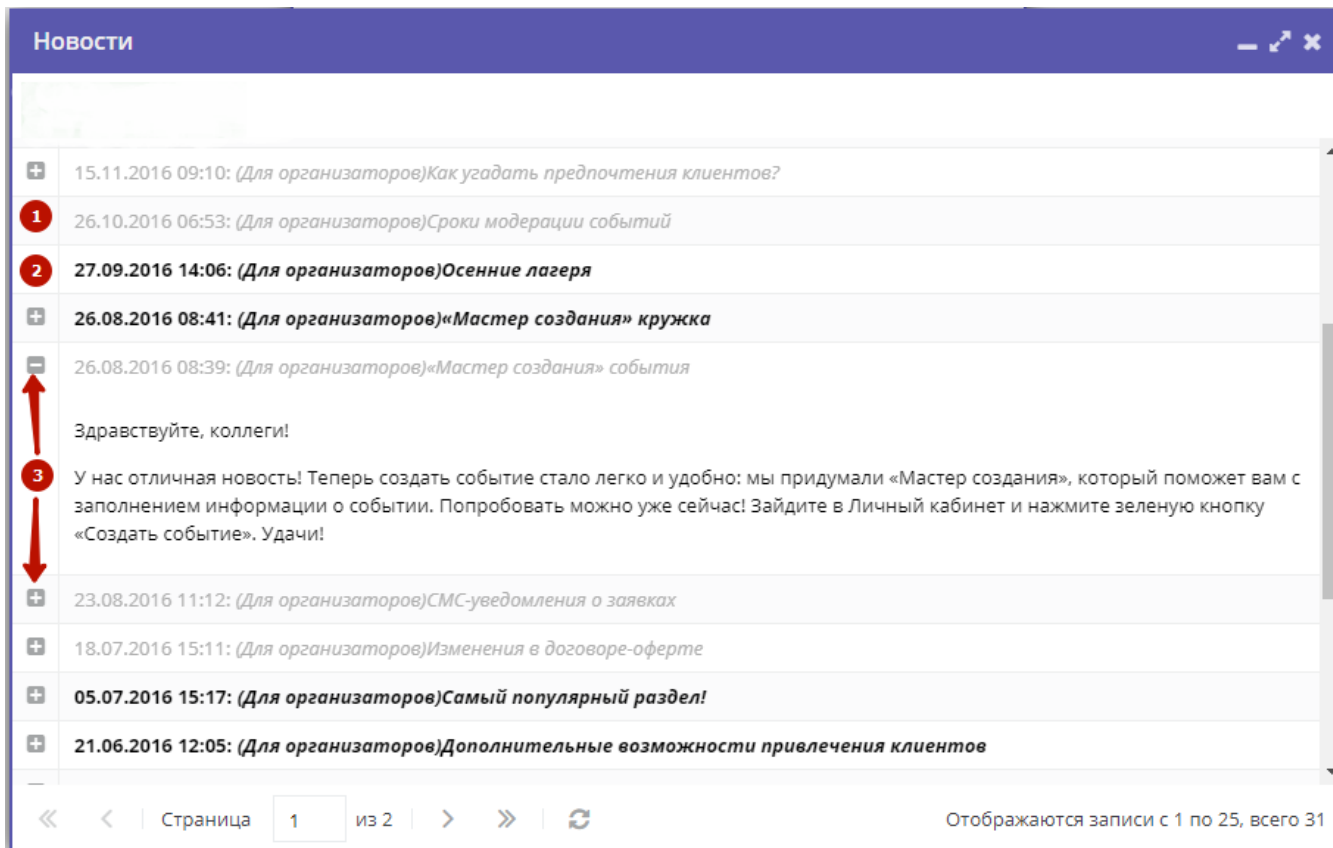 Новости
15.11.2016 09:10: (Для организаторов)Как угадать предпочтения клиентов?
1
26.10.2016 06:53: (Для организаторов)Сроки модерации событий
2
27.09.2016 14:06: (Для организаторов)Осенние лагеря
26.08.2016 08:41: (Для организаторов)«Мастер создания» кружка
26.08.2016 08:39: (Для организаторов)«Мастер создания» события
Здравствуйте, коллеги!
3
У нас отличная новость! Теперь создать событие стало легко и удобно: мы придумали «Мастер создания», который поможет вам с
заполнением информации о событии. Попробовать можно уже сейчас! Зайдите в Личный кабинет и нажмите зеленую кнопку
«Создать событие». Удачи!
23.08.2016 11:12: (Для организаторов)СМС-уведомления о заявках
18.07.2016 15:11: (Для организаторов)Изменения в договоре-оферте
05.07.2016 15:17: (Для организаторов)Самый популярный раздел!
21.06.2016 12:05: (Для организаторов)Дополнительные возможности привлечения клиентов
Страница 1 из 2
Отображаются записи с 1 по 25, всего 31